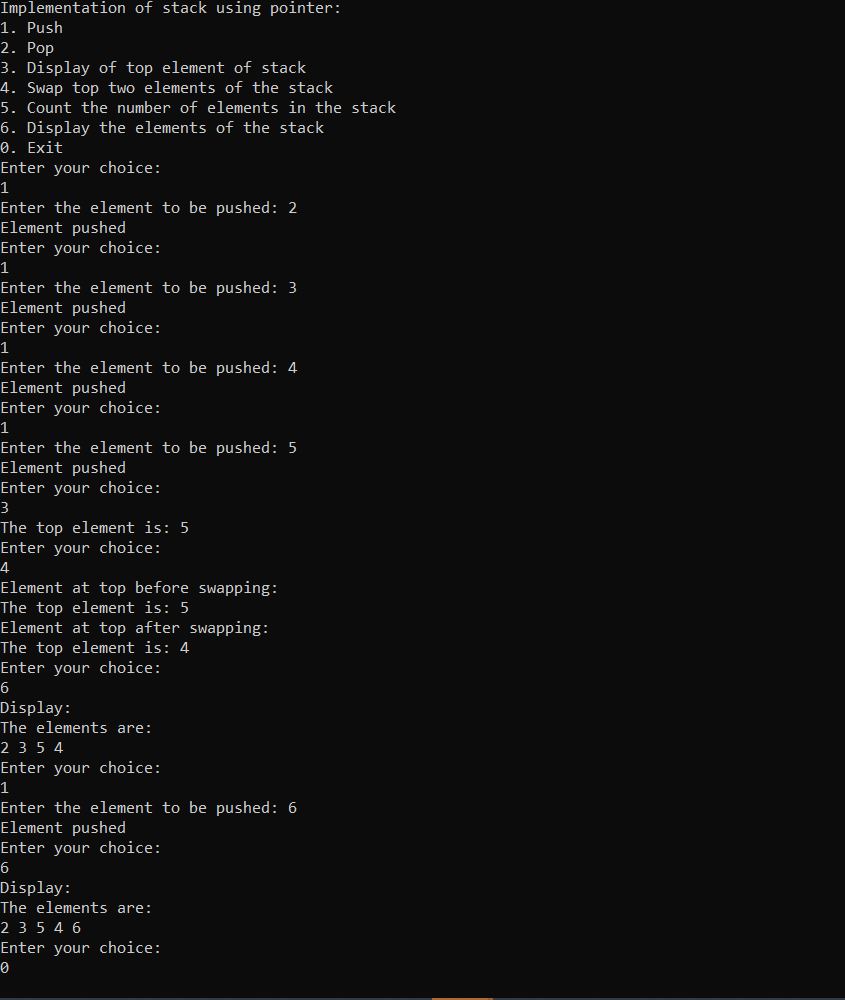 Implementation of stack using pointer:
1. Push
2. Pop
3. Display of top element of stack
4. Swap top two elements of the stack
5. Count the number of elements in the stack
6. Display the elements of the stack
0. Exit
Enter your choice:
1
Enter the element to be pushed: 2
Element pushed
Enter your choice:
1
Enter the element to be pushed: 3
Element pushed
Enter your choice:
1
Enter the element to be pushed: 4
Element pushed
Enter your choice:
1
Enter the element to be pushed: 5
Element pushed
Enter your choice:
3
The top element is: 5
Enter your choice:
4
Element at top before swapping:
The top element is: 5
Element at top after swapping:
The top element is: 4
Enter your choice:
6
Display:
The elements are:
2 3 5 4
Enter your choice:
1
Enter the element to be pushed: 6
Element pushed
Enter your choice:
6
Display:
The elements are:
2 3 5 4 6
Enter your choice:
0